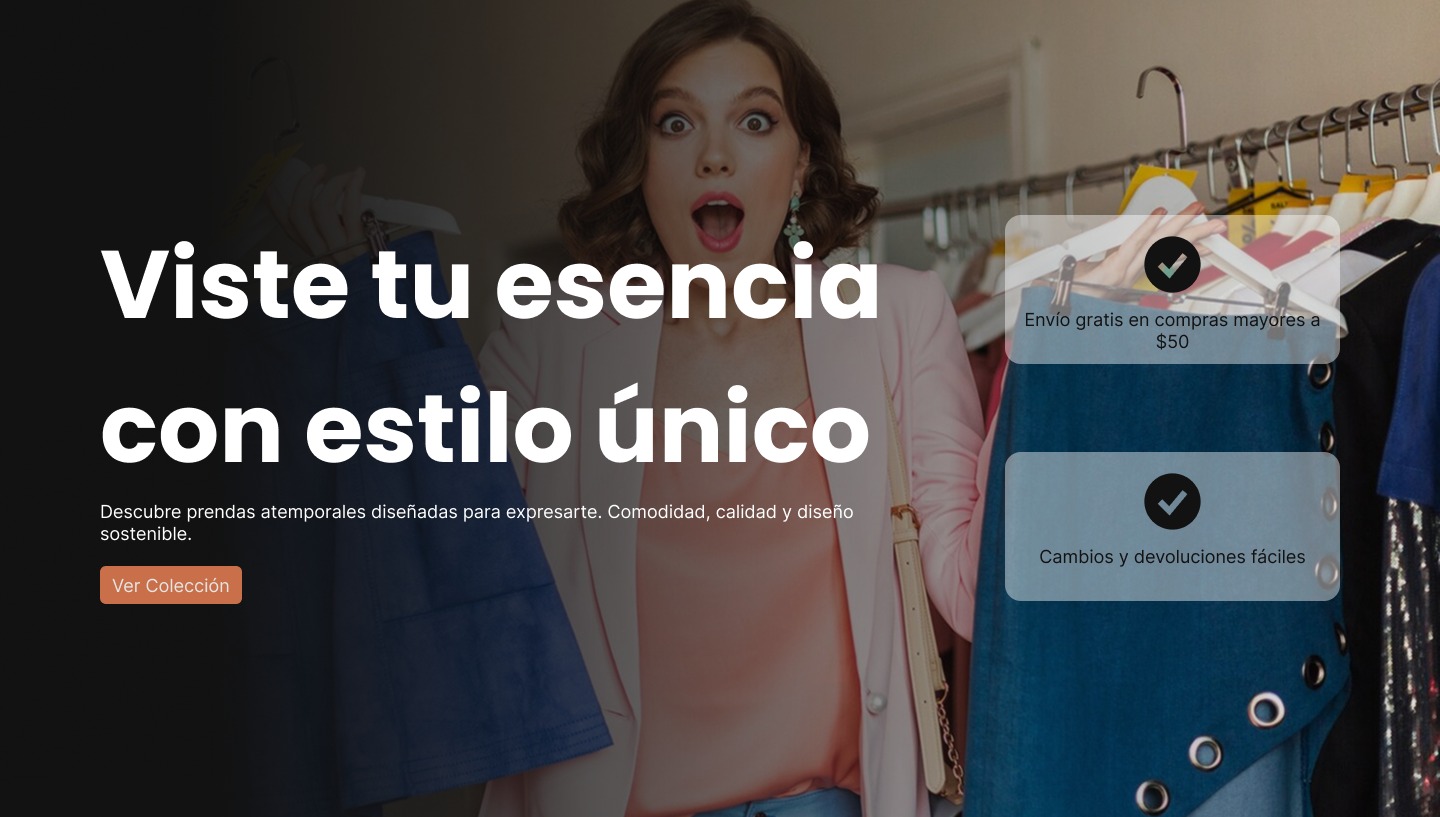 Viste tu esencia
con estilo único
Descubre prendas atemporales diseñadas para expresarte. Comodidad, calidad y diseño
sostenible.
Ver Colección
Envío gratis en compras mayores a
$50
Cambios y devoluciones fáciles